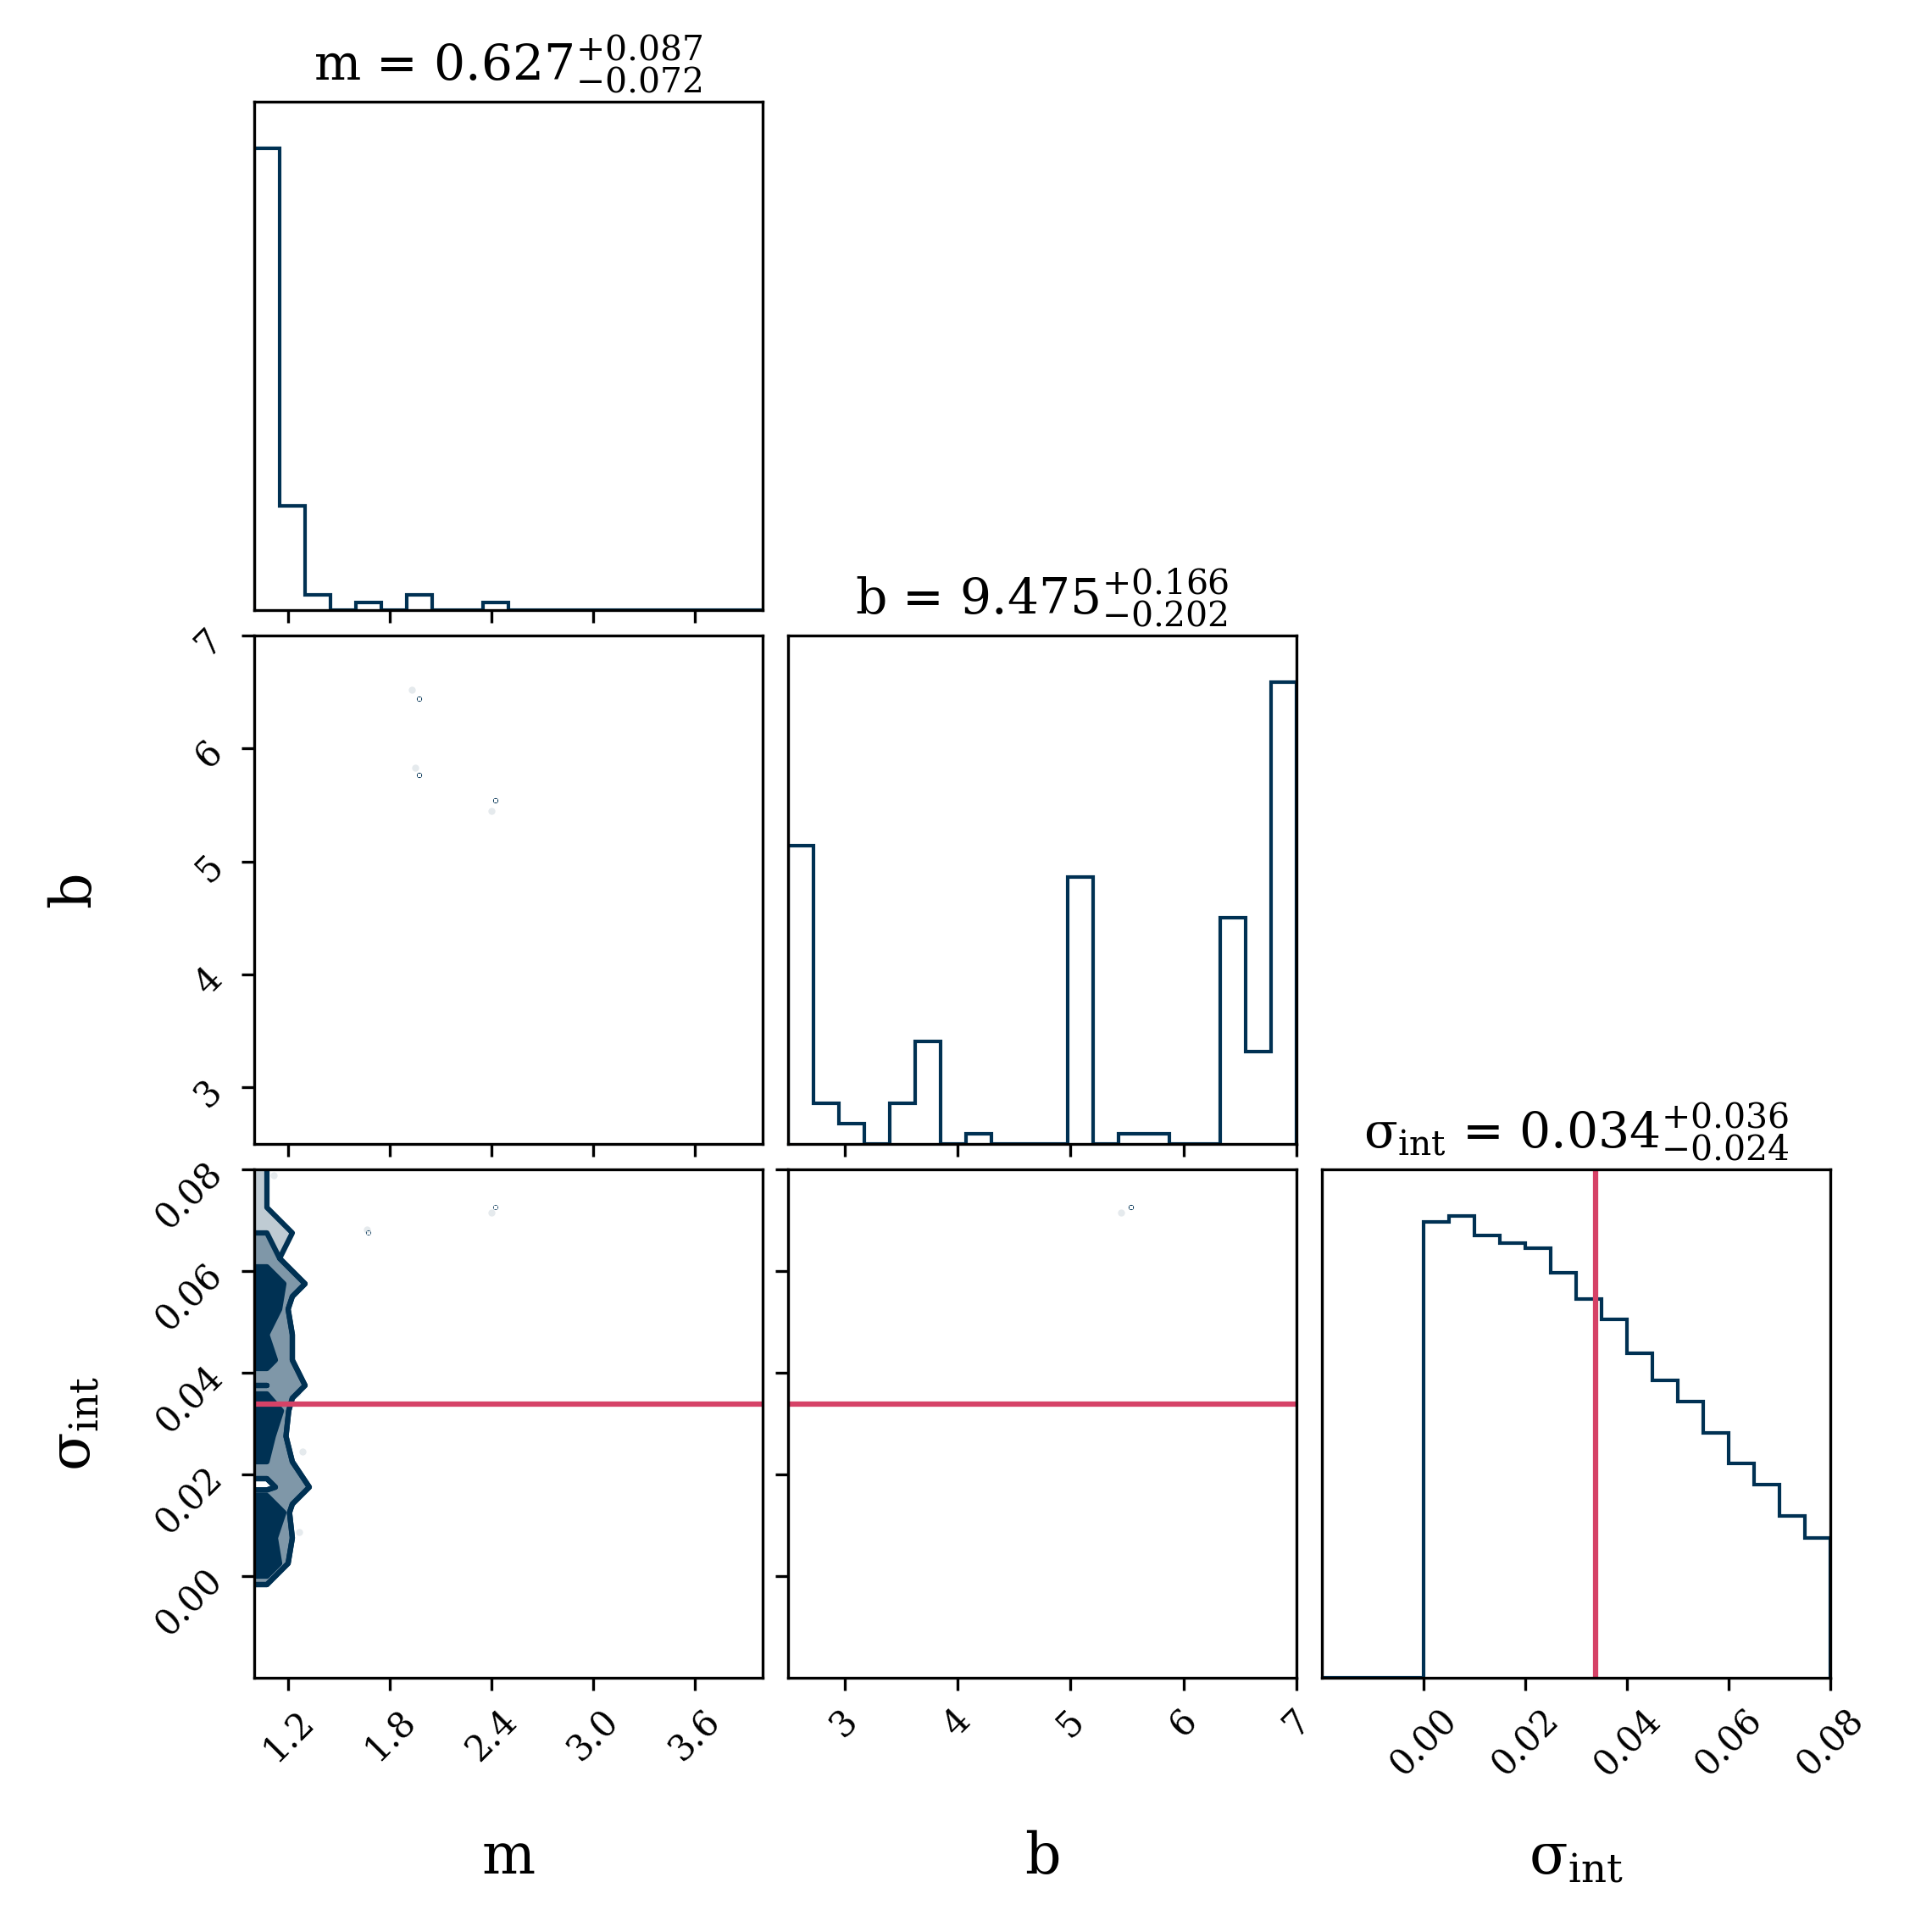 m = 0.627+0.087−0.072
b = 9.475+0.166−0.202
7
6
5
4
3
b
σint = 0.034+0.036−0.024
0.08
0.06
0.04
0.02
0.00
σint
1.2 1.8 2.4 3.0 3.6
3 4 5 6 7
0.00 0.02 0.04 0.06 0.08
m b σint